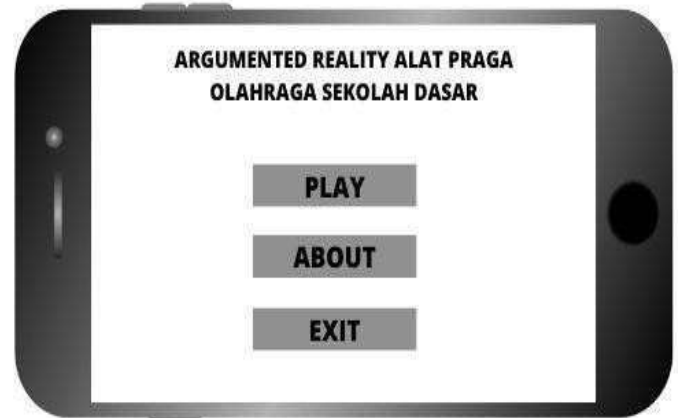 ARGUMENTED REALITY ALAT PRAGA
OLAHRAGA SEKOLAH DASAR
PLAY
ABOUT
EXIT